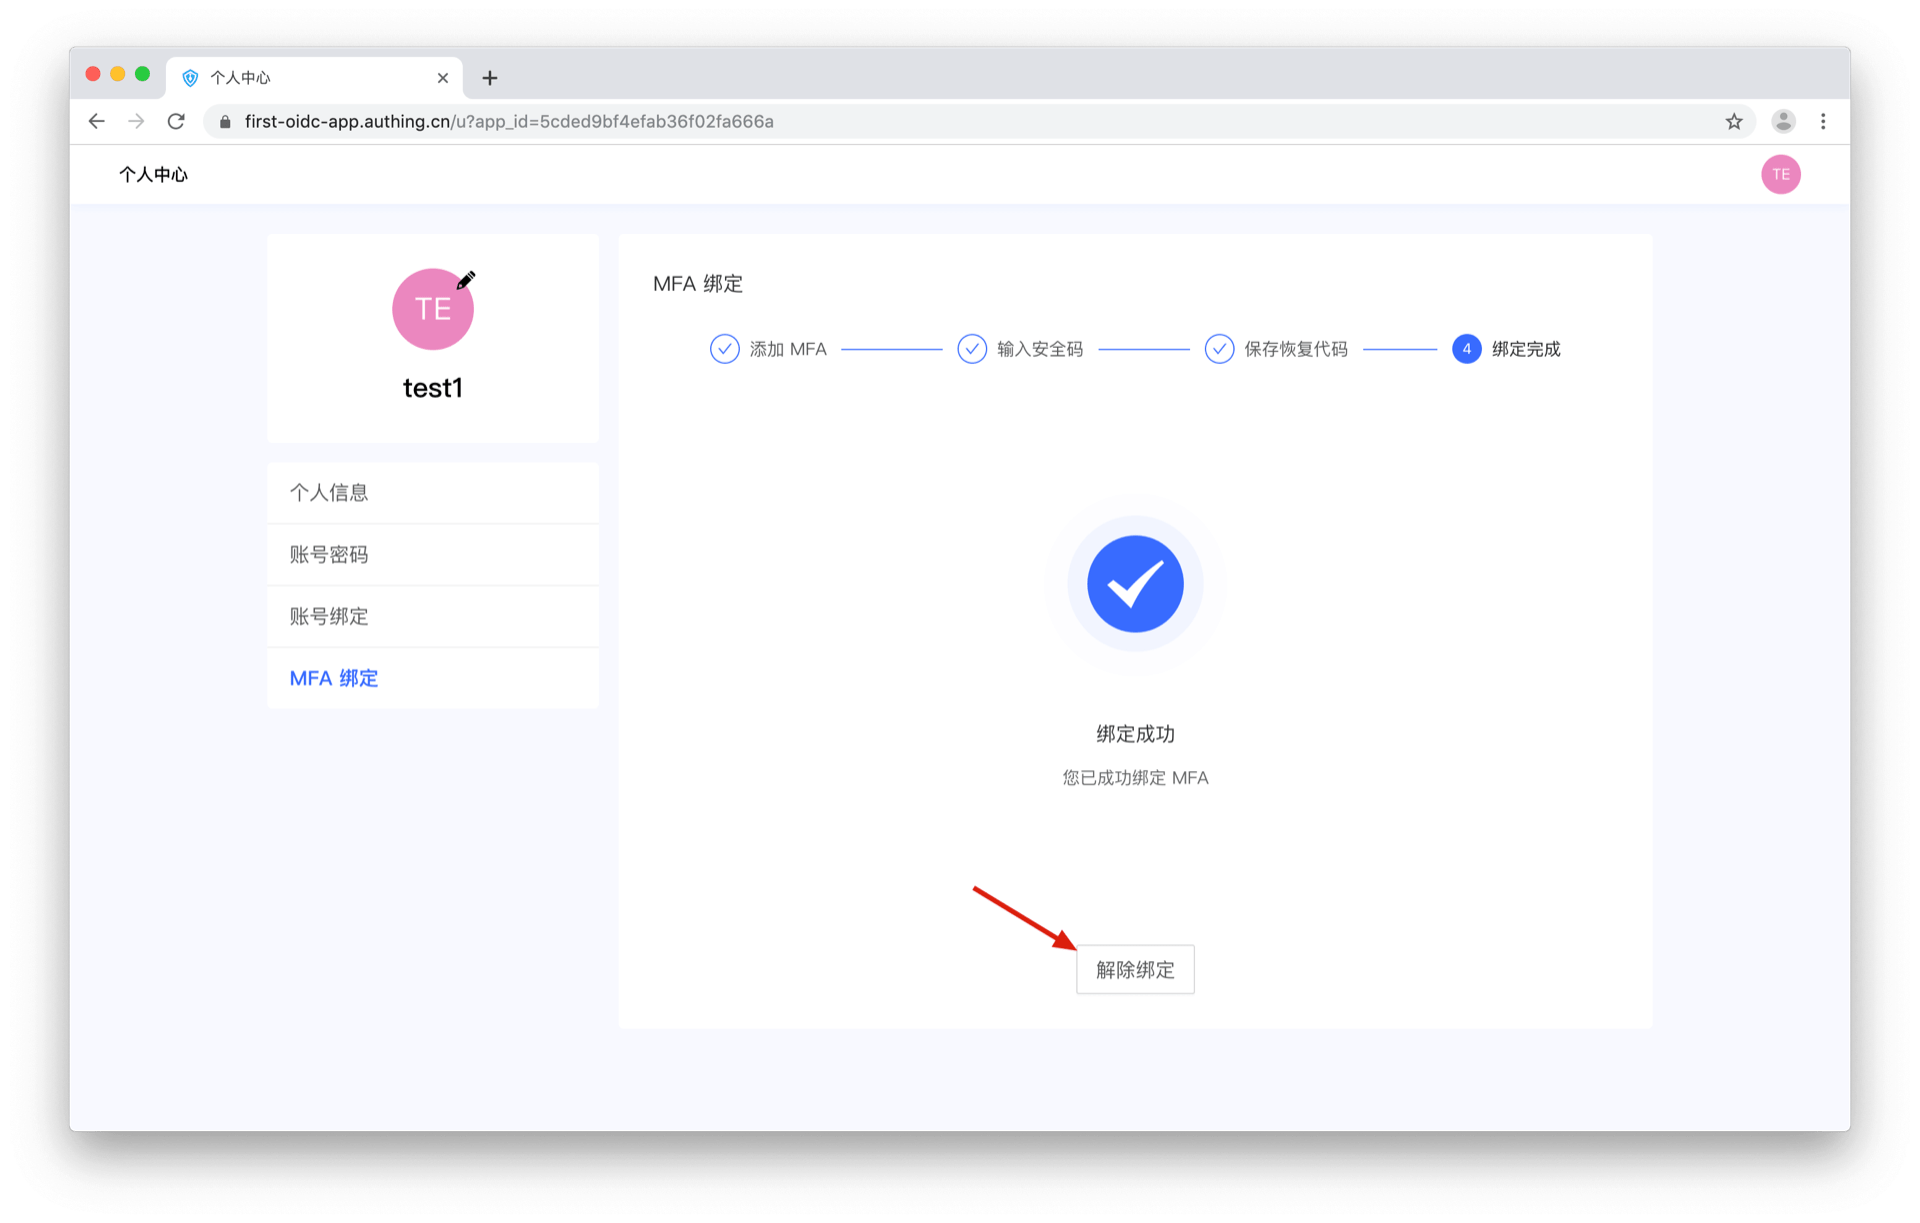 个人中心
first-oidc-app.authing.cn/u?app_id=5cded9bf4efab36f02fa666a
个人中心
TE
TE
test1
个人信息
账号密码
账号绑定
MFA 绑定
MFA 绑定
添加 MFA
输入安全码
保存恢复代码
4 绑定完成
绑定成功
您已成功绑定 MFA
解除绑定